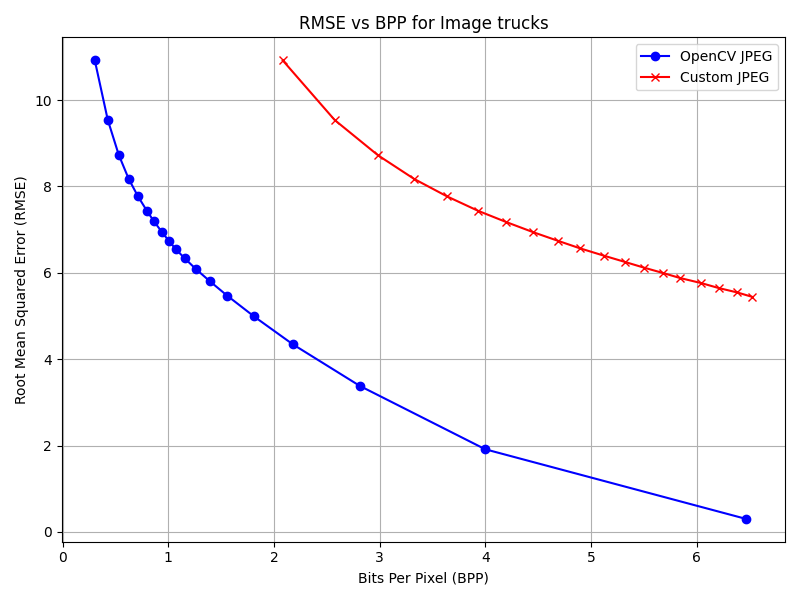 RMSE vs BPP for Image trucks
OpenCV JPEG
Custom JPEG
Root Mean Squared Error (RMSE)
10
8
6
4
2
0
0 1 2 3 4 5 6
Bits Per Pixel (BPP)